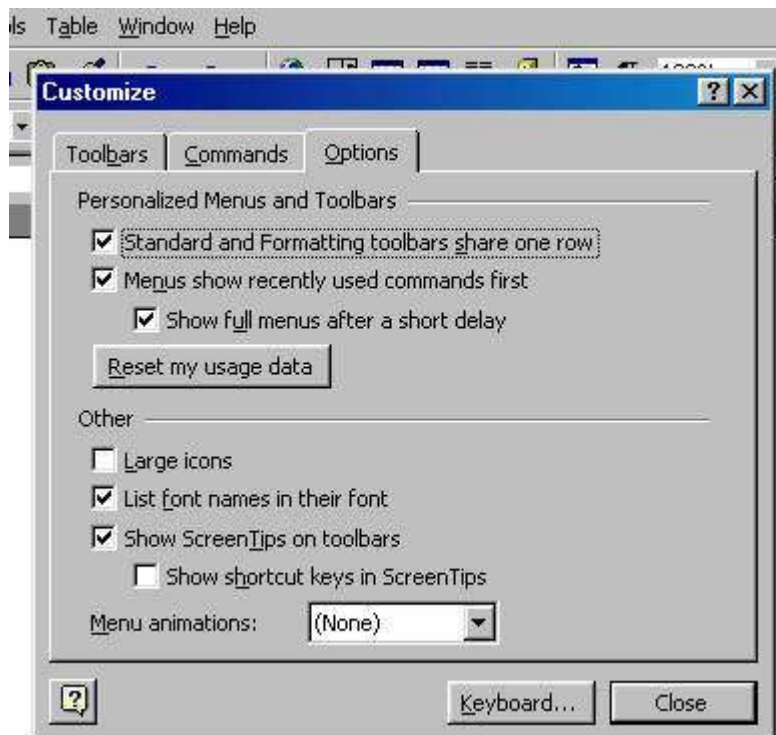 ls Table Window Help
Customize
Toolbars Commands Options
Personalized Menus and Toolbars
Standard and Formatting toolbars share one row
Menus show recently used commands first
Show full menus after a short delay
Reset my usage data
Other
Large icons
List font names in their font
Show ScreenTips on toolbars
Show shortcut keys in ScreenTips
Menu animations: (None)
Keyboard... Close